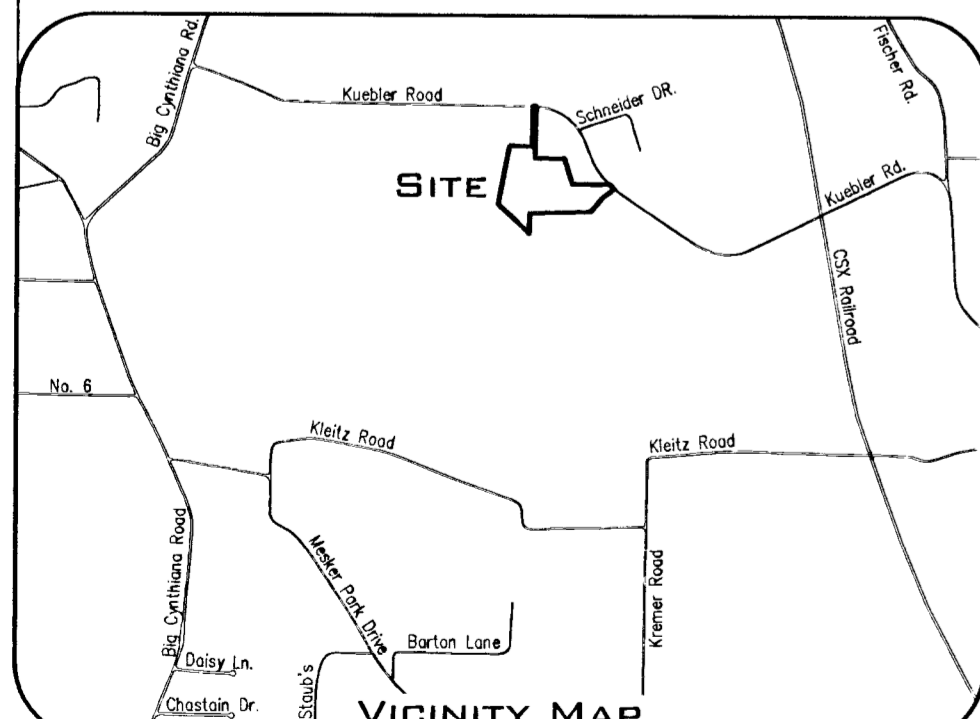 Big Cynthiana Rd.
Fischer Rd.
Kuebler Road
Schneider DR.
SITE
Kuebler Rd.
CSX Railroad
No. 6
Kleitz Road
Kleitz Road
Big Cynthiana Road
Mesker Park Drive
Kremer Road
Barton Lane
Daisy Ln.
Staub's
Chastain Dr.
VICINITY MAP